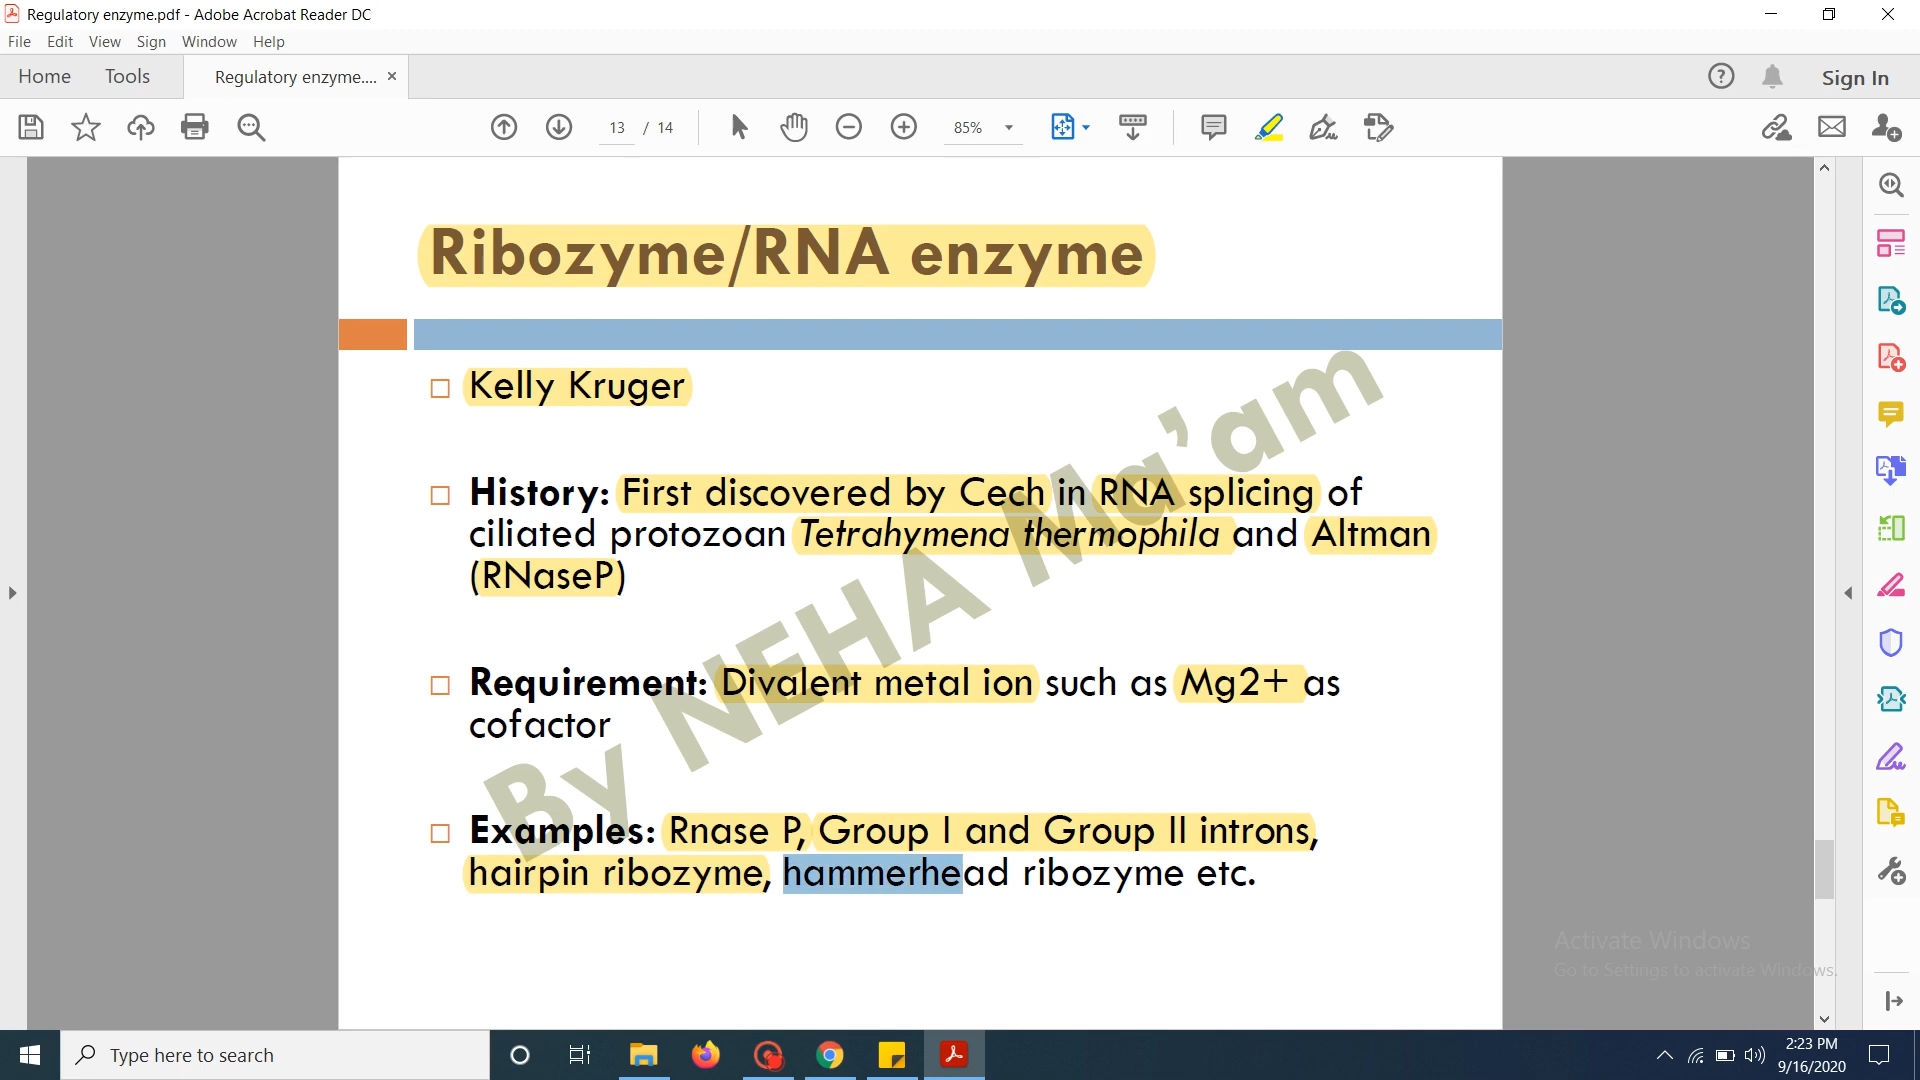 Regulatory enzyme.pdf - Adobe Acrobat Reader DC
File Edit View Sign Window Help
Home Tools Regulatory enzyme.... × Sign In
13 / 14 85%
Ribozyme/RNA enzyme
Kelly Kruger
History: First discovered by Cech in RNA splicing of
ciliated protozoan Tetrahymena thermophila and Altman
(RNaseP)
Requirement: Divalent metal ion such as Mg2+ as
cofactor
Examples: Rnase P, Group I and Group II introns,
hairpin ribozyme, hammerhead ribozyme etc.
By NEHA Ma'am
Activate Windows
Go to Settings to activate Windows.
Type here to search
2:23 PM
9/16/2020